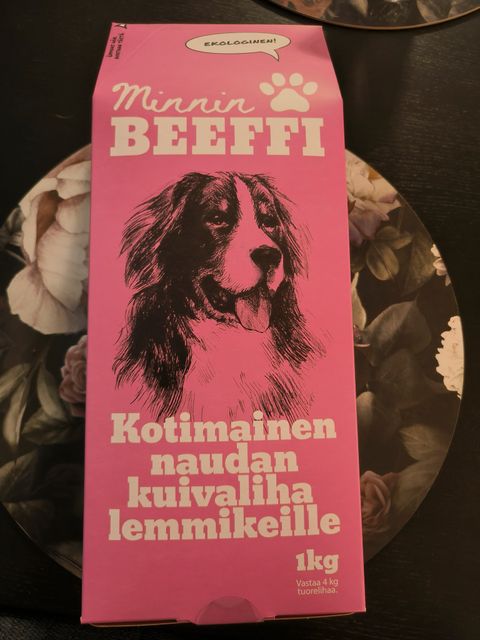 EKOLOGINEN!
Minnin
BEEFFI
Kotimainen
naudan
kuivaliha
lemmikeille
1kg
Vastaa 4 kg
tuorelihaa.